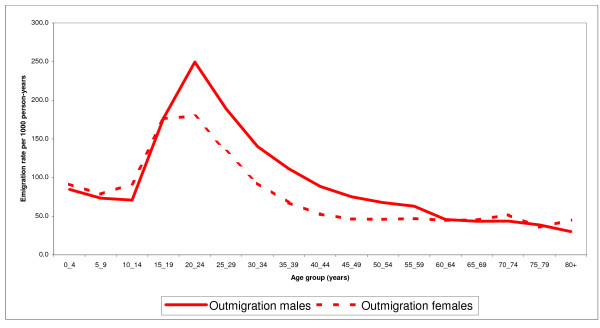 Emigration rate per 1000 person-years
300,0
250,0
200,0
150,0
100,0
50,0
0,0
0_4 5_9 10_14 15_19 20_24 25_29 30_34 35_39 40_44 45_49 50_54 55_59 60_64 65_69 70_74 75_79 80+
Age group (years)
Outmigration males Outmigration females